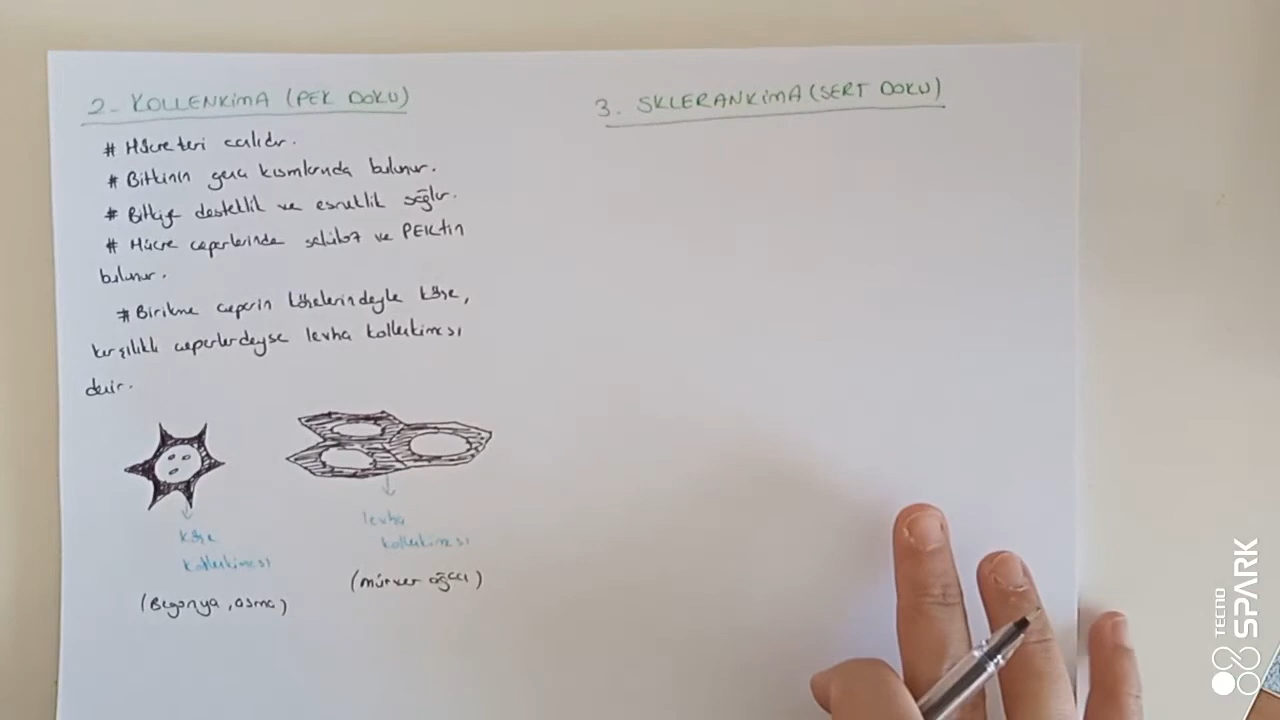 2- KOLLENKİMA (PEK DOKU)
# Hücreleri canlıdır.
# Bitkinin genç kısımlarında bulunur.
# Bitkiye desteklik ve esneklik sağlar.
# Hücre çeperlerinde selüloz ve PEKtin
bulunur.
# Birikme çeperin köşelerindeyle köşe,
karşılıklı çeperlerdeyse levha kollenkiması
denir.
köşe
kollenkiması
(Begonya, asma)
levha
kollenkiması
(mürver ağacı)
3. SKLERANKİMA (SERT DOKU)
TECNO
SPARK